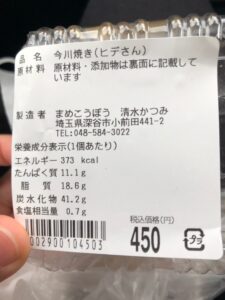 品名 今川焼き(ヒデさん)
原材料 原材料・添加物は裏面に記載して
います
製造者 まめこうぼう 清水かつみ
埼玉県深谷市小前田441-2
TEL:048-584-3022
栄養成分表示(1個あたり)
エネルギー 373 kcal
たんぱく質 11.1g
脂質 18.6g
炭水化物 41.2g
食塩相当量 0.7g
税込価格(円)
450
0002900104503